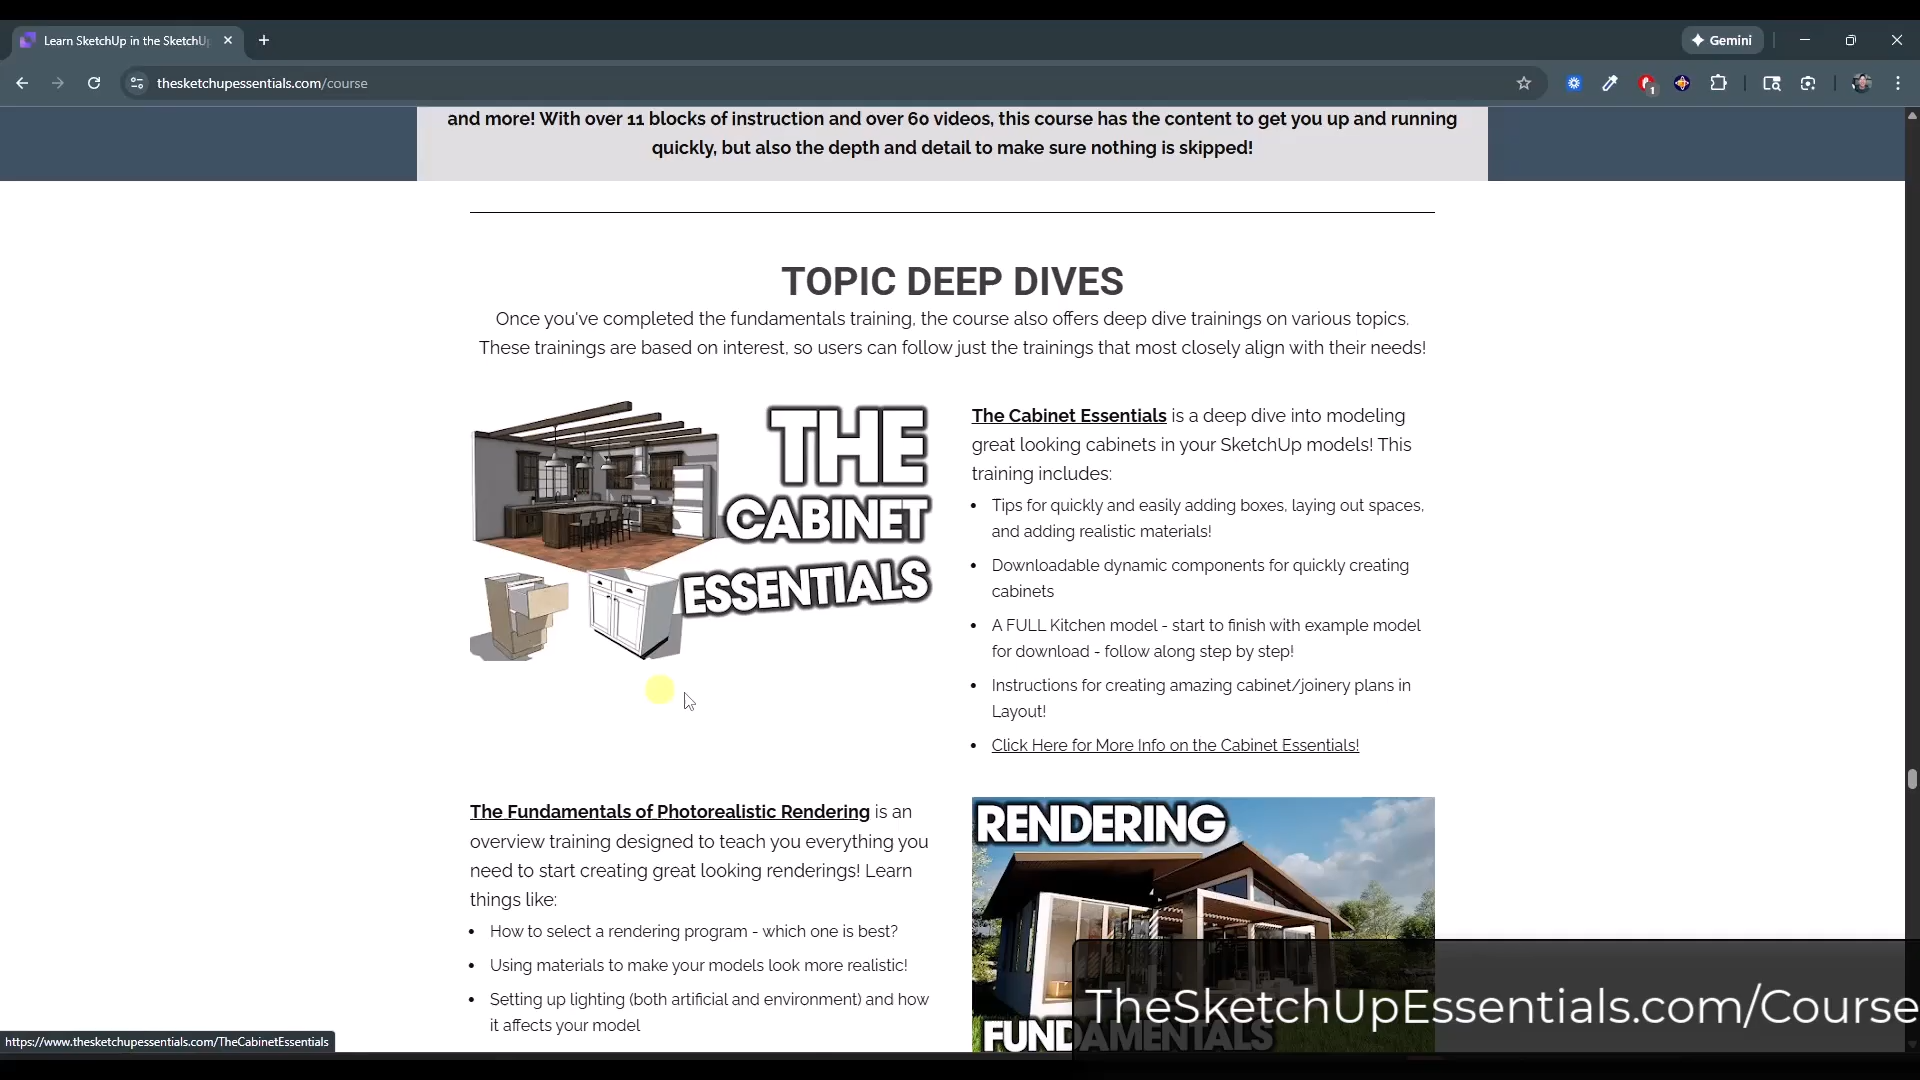 Learn SketchUp in the SketchUp
Gemini
thesketchupessentials.com/course
1
and more! With over 11 blocks of instruction and over 60 videos, this course has the content to get you up and running
quickly, but also the depth and detail to make sure nothing is skipped!
TOPIC DEEP DIVES
Once you've completed the fundamentals training, the course also offers deep dive trainings on various topics.
These trainings are based on interest, so users can follow just the trainings that most closely align with their needs!
THE
CABINET
ESSENTIALS
The Cabinet Essentials is a deep dive into modeling
great looking cabinets in your SketchUp models! This
training includes:
• Tips for quickly and easily adding boxes, laying out spaces,
and adding realistic materials!
• Downloadable dynamic components for quickly creating
cabinets
• A FULL Kitchen model - start to finish with example model
for download - follow along step by step!
• Instructions for creating amazing cabinet/joinery plans in
Layout!
• Click Here for More Info on the Cabinet Essentials!
The Fundamentals of Photorealistic Rendering is an
overview training designed to teach you everything you
need to start creating great looking renderings! Learn
things like:
• How to select a rendering program - which one is best?
• Using materials to make your models look more realistic!
• Setting up lighting (both artificial and environment) and how
it affects your model
RENDERING
FUNDAMENTALS
TheSketchUpEssentials.com/Course
https://www.thesketchupessentials.com/TheCabinetEssentials